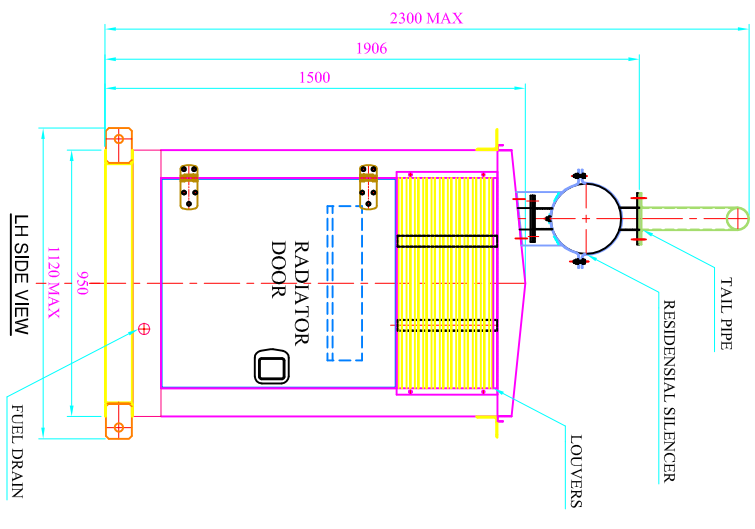 2300 MAX
1906
1500
TAIL PIPE
RESIDENSIAL SILENCER
LOUVERS
RADIATOR
DOOR
FUEL DRAIN
950
1120 MAX
LH SIDE VIEW